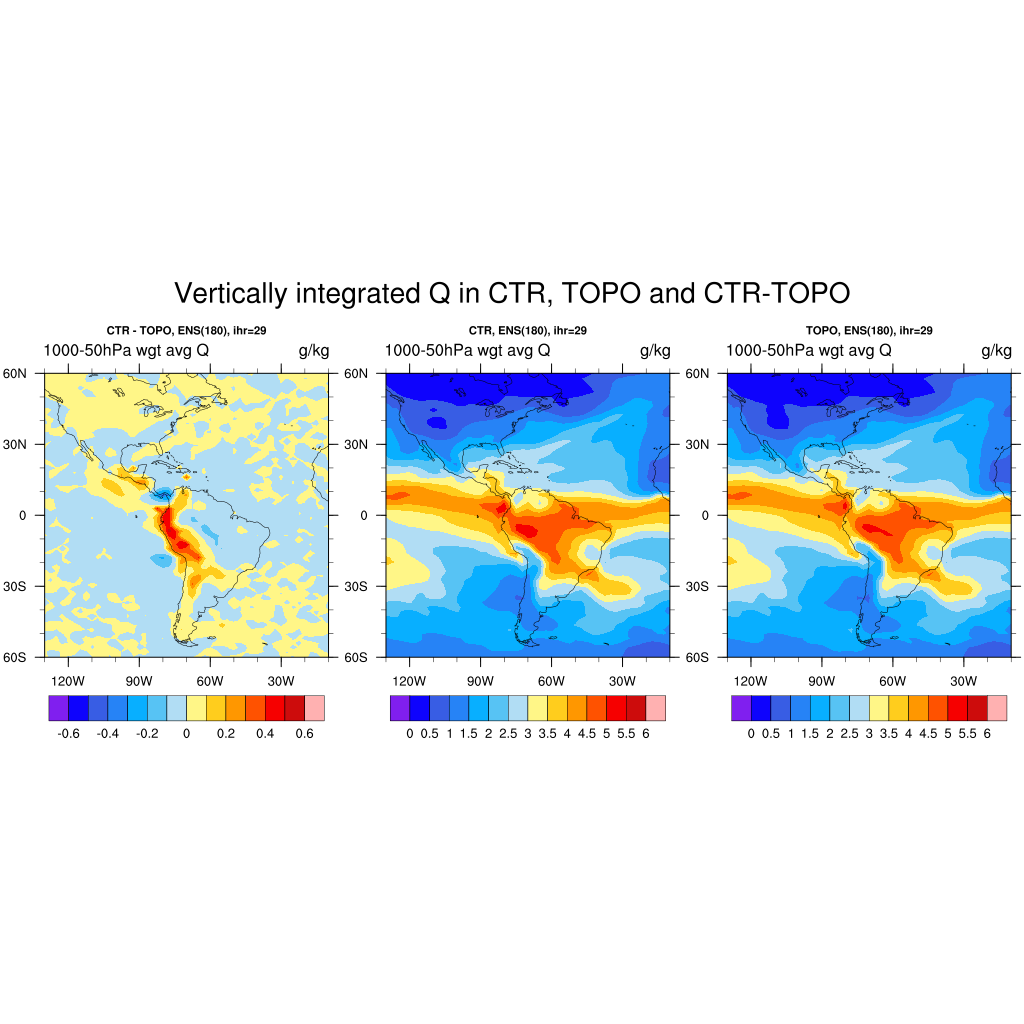 Vertically integrated Q in CTR, TOPO and CTR-TOPO
CTR - TOPO, ENS(180), ihr=29
1000-50hPa wgt avg Q g/kg
60N
30N
0
30S
60S
120W 90W 60W 30W
-0.6 -0.4 -0.2 0 0.2 0.4 0.6
CTR, ENS(180), ihr=29
1000-50hPa wgt avg Q g/kg
60N
30N
0
30S
60S
120W 90W 60W 30W
0 0.5 1 1.5 2 2.5 3 3.5 4 4.5 5 5.5 6
TOPO, ENS(180), ihr=29
1000-50hPa wgt avg Q g/kg
60N
30N
0
30S
60S
120W 90W 60W 30W
0 0.5 1 1.5 2 2.5 3 3.5 4 4.5 5 5.5 6